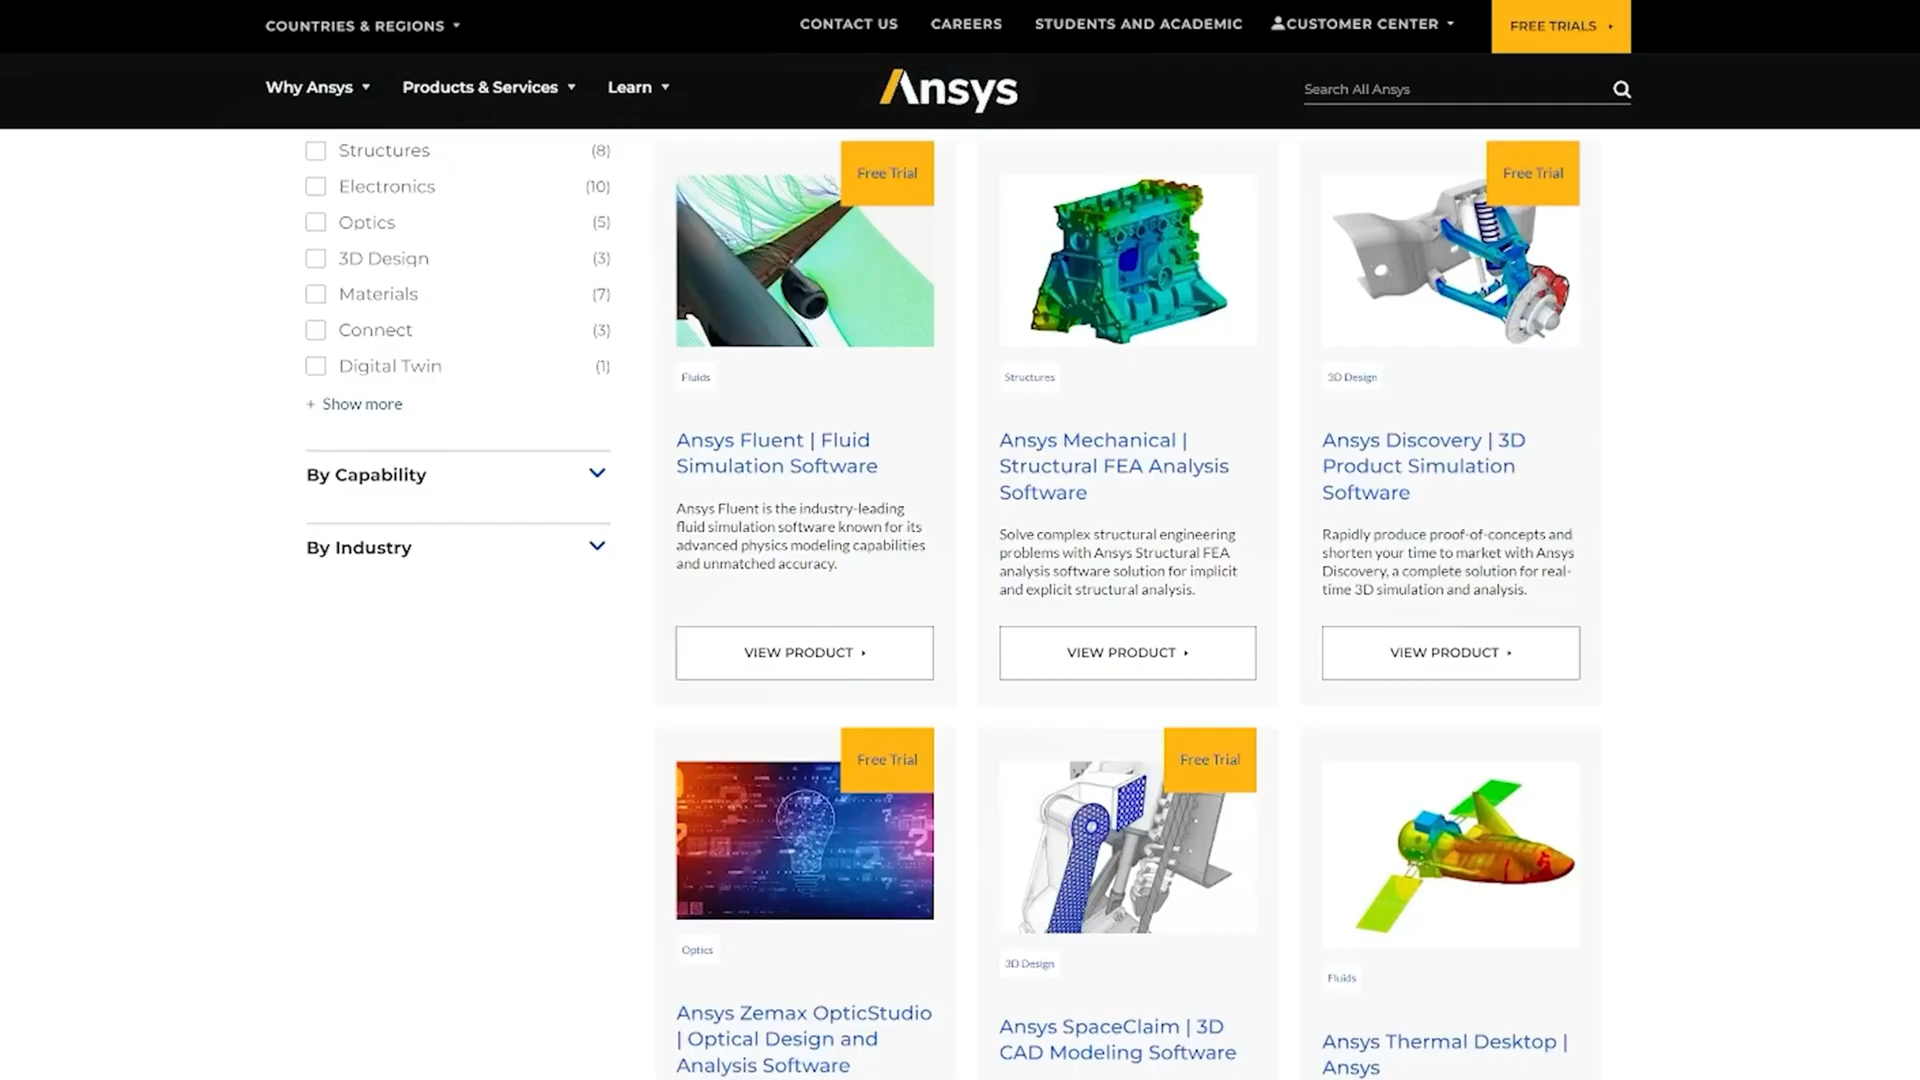 COUNTRIES & REGIONS
CONTACT US
CAREERS
STUDENTS AND ACADEMIC
CUSTOMER CENTER
FREE TRIALS
Why Ansys
Products & Services
Learn
Ansys
Search All Ansys
Structures (8)
Electronics (10)
Optics (5)
3D Design (3)
Materials (7)
Connect (3)
Digital Twin (1)
+ Show more
By Capability
By Industry
Free Trial
Fluids
Ansys Fluent | Fluid
Simulation Software
Ansys Fluent is the industry-leading
fluid simulation software known for its
advanced physics modeling capabilities
and unmatched accuracy.
VIEW PRODUCT
Structures
Ansys Mechanical |
Structural FEA Analysis
Software
Solve complex structural engineering
problems with Ansys Structural FEA
analysis software solution for implicit
and explicit structural analysis.
VIEW PRODUCT
Free Trial
3D Design
Ansys Discovery | 3D
Product Simulation
Software
Rapidly produce proof-of-concepts and
shorten your time to market with Ansys
Discovery, a complete solution for real-
time 3D simulation and analysis.
VIEW PRODUCT
Free Trial
Optics
Ansys Zemax OpticStudio
| Optical Design and
Analysis Software
Free Trial
3D Design
Ansys SpaceClaim | 3D
CAD Modeling Software
Fluids
Ansys Thermal Desktop |
Ansys